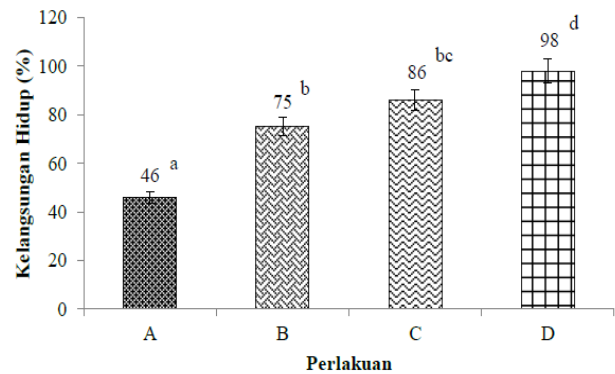 Kelangsungan Hidup (%)
120
100
80
60
40
20
0
46 a
75 b
86 bc
98 d
A B C D
Perlakuan